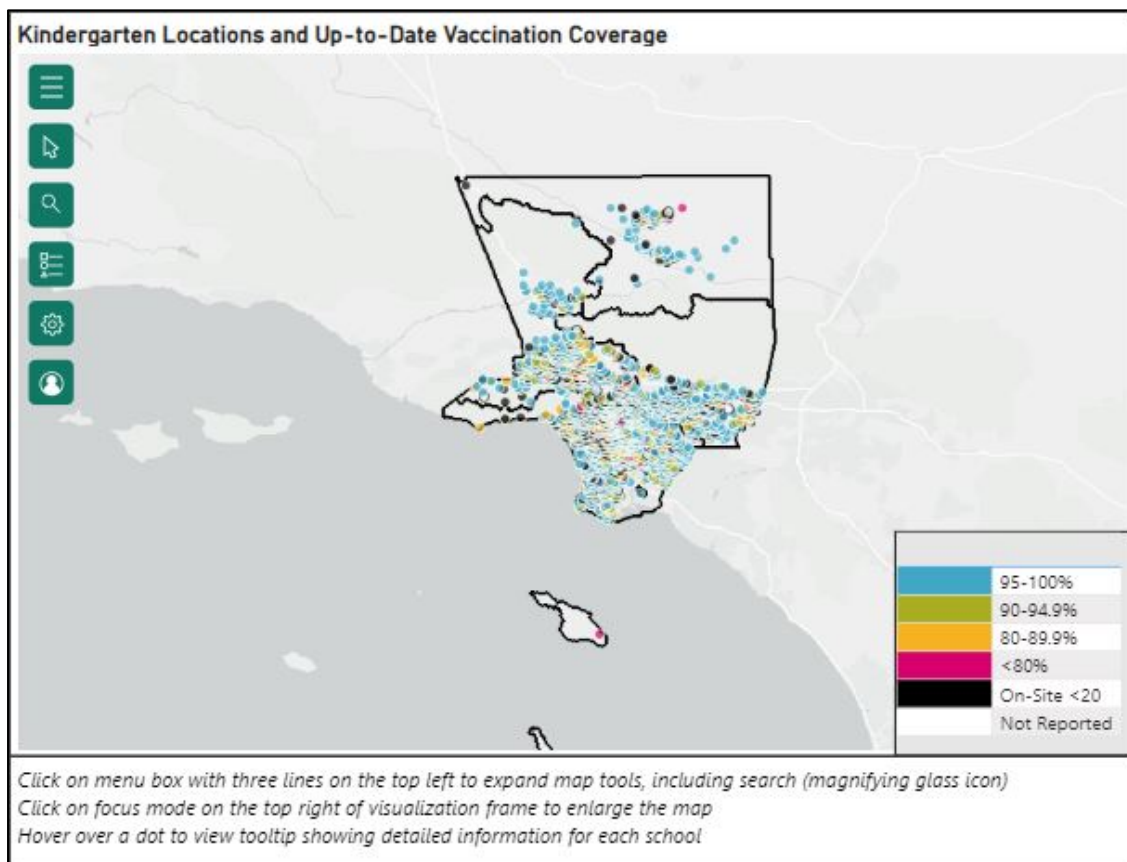 Kindergarten Locations and Up-to-Date Vaccination Coverage
95-100%
90-94.9%
80-89.9%
<80%
On-Site <20
Not Reported
Click on menu box with three lines on the top left to expand map tools, including search (magnifying glass icon)
Click on focus mode on the top right of visualization frame to enlarge the map
Hover over a dot to view tooltip showing detailed information for each school